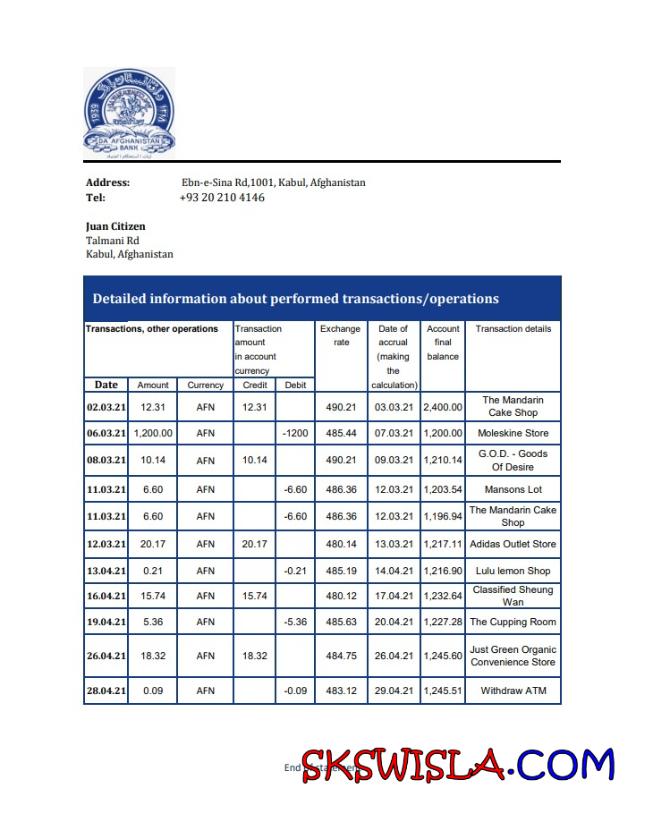 1939
DA AFGHANISTAN
BANK
Address: Ebn-e-Sina Rd,1001, Kabul, Afghanistan
Tel: +93 20 210 4146
Juan Citizen
Talmani Rd
Kabul, Afghanistan
Detailed information about performed transactions/operations
Transactions, other operations Transaction amount in account currency Exchange rate Date of accrual (making the calculation) Account final balance Transaction details
Date Amount Currency Credit Debit
02.03.21 12.31 AFN 12.31 490.21 03.03.21 2,400.00 The Mandarin Cake Shop
06.03.21 1,200.00 AFN -1200 485.44 07.03.21 1,200.00 Moleskine Store
08.03.21 10.14 AFN 10.14 490.21 09.03.21 1,210.14 G.O.D. - Goods Of Desire
11.03.21 6.60 AFN -6.60 486.36 12.03.21 1,203.54 Mansons Lot
11.03.21 6.60 AFN -6.60 486.36 12.03.21 1,196.94 The Mandarin Cake Shop
12.03.21 20.17 AFN 20.17 480.14 13.03.21 1,217.11 Adidas Outlet Store
13.04.21 0.21 AFN -0.21 485.19 14.04.21 1,216.90 Lulu lemon Shop
16.04.21 15.74 AFN 15.74 480.12 17.04.21 1,232.64 Classified Sheung Wan
19.04.21 5.36 AFN -5.36 485.63 20.04.21 1,227.28 The Cupping Room
26.04.21 18.32 AFN 18.32 484.75 26.04.21 1,245.60 Just Green Organic Convenience Store
28.04.21 0.09 AFN -0.09 483.12 29.04.21 1,245.51 Withdraw ATM
End
SKSWISLA.COM